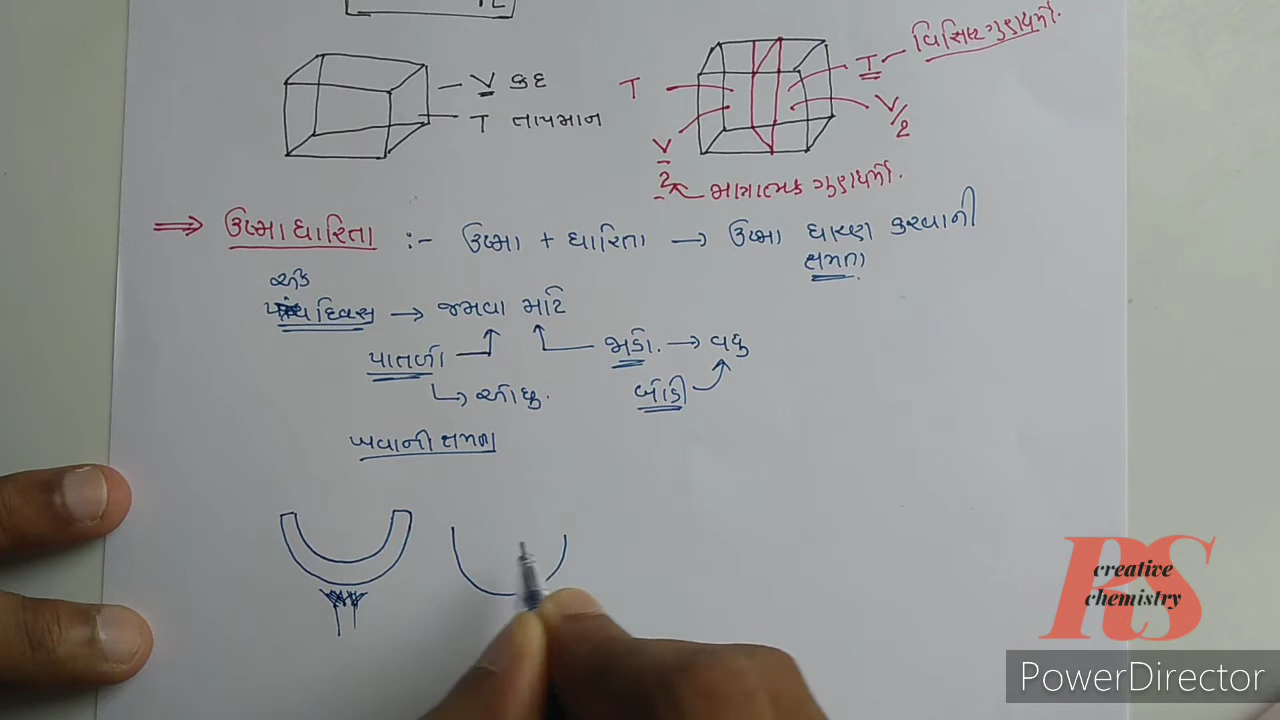 V કદ
T તાપમાન
T
V/2
T
વિશિષ્ટ ગુણધર્મો.
V/2
માત્રાત્મક ગુણધર્મો.
⇒ ઉષ્માધારિતા :- ઉષ્મા + ધારિતા → ઉષ્મા ધારણ કરવાની
ક્ષમતા
એક
દિવસ → જમવા માટે
પાતળી
જાડી. → વધુ
ઓછુ.
ખાવાની ક્ષમતા
RS
creative
chemistry
PowerDirector